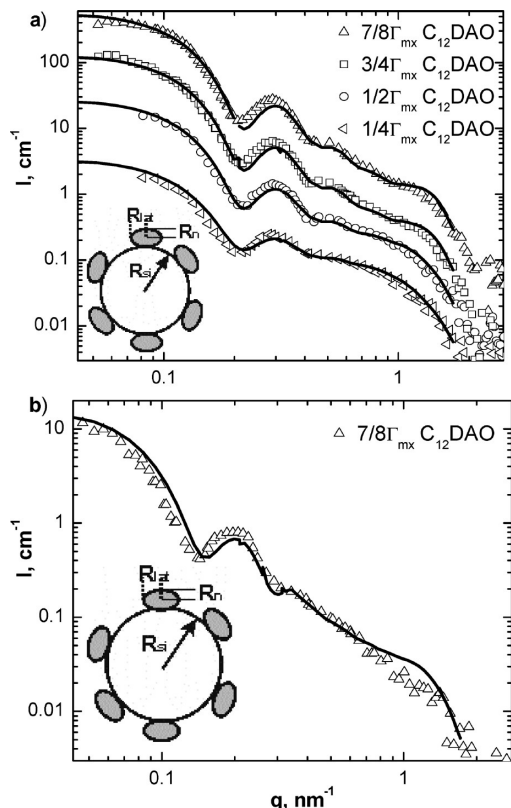 a)
7/8Γmx C12DAO
3/4Γmx C12DAO
1/2Γmx C12DAO
1/4Γmx C12DAO
I, cm-1
100
10
1
0.1
0.01
Rlat
Rn
Rsi
0.1
1
b)
7/8Γmx C12DAO
I, cm-1
10
1
0.1
0.01
Rlat
Rn
Rsi
0.1
1
q, nm-1